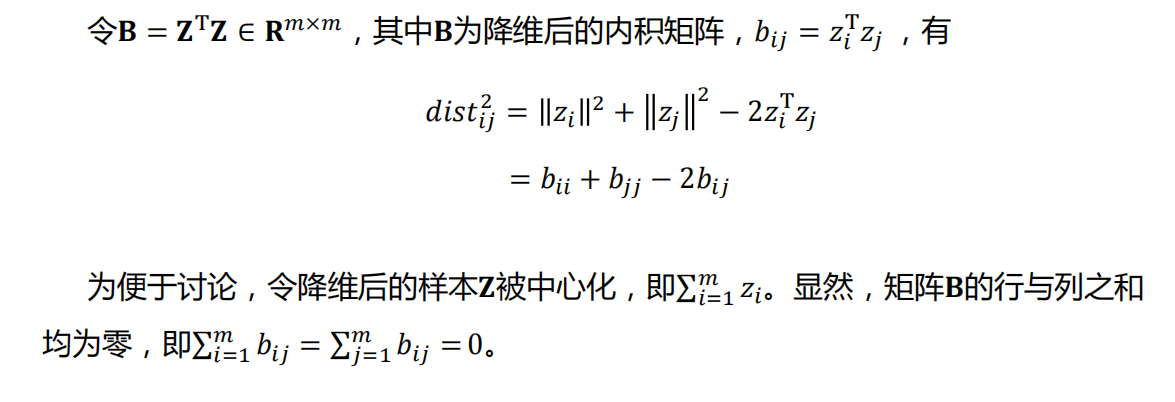 令𝐁 = 𝐙ᵀ𝐙 ∈ 𝐑^{m×m}，其中𝐁为降维后的内积矩阵，b_{ij} = z_i^T z_j ，有
dist_{ij}^2 = ‖z_i‖^2 + ‖z_j‖^2 − 2z_i^T z_j
= b_{ii} + b_{jj} − 2b_{ij}
为便于讨论，令降维后的样本𝐙被中心化，即∑_{i=1}^m z_i。显然，矩阵𝐁的行与列之和
均为零，即∑_{i=1}^m b_{ij} = ∑_{j=1}^m b_{ij} = 0。